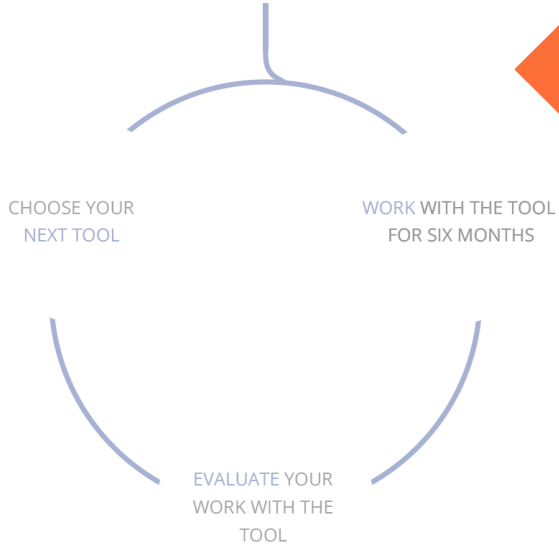 CHOOSE YOUR
NEXT TOOL
WORK WITH THE TOOL
FOR SIX MONTHS
EVALUATE YOUR
WORK WITH THE
TOOL